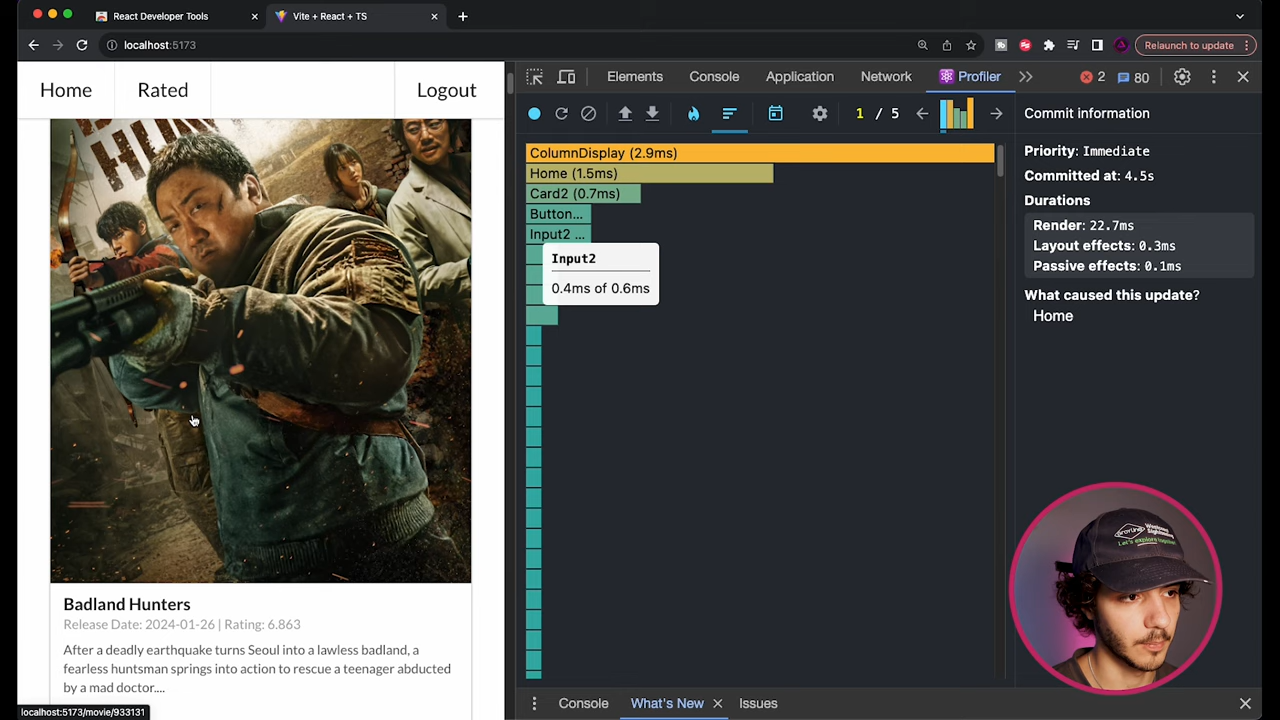 React Developer Tools
Vite + React + TS
localhost:5173
Relaunch to update
Home
Rated
Logout
Elements
Console
Application
Network
Profiler
2
80
1 / 5
Commit information
ColumnDisplay (2.9ms)
Home (1.5ms)
Card2 (0.7ms)
Button...
Input2 ...
Input2
0.4ms of 0.6ms
Priority: Immediate
Committed at: 4.5s
Durations
Render: 22.7ms
Layout effects: 0.3ms
Passive effects: 0.1ms
What caused this update?
Home
Badland Hunters
Release Date: 2024-01-26 | Rating: 6.863
After a deadly earthquake turns Seoul into a lawless badland, a
fearless huntsman springs into action to rescue a teenager abducted
by a mad doctor....
localhost:5173/movie/933131
Console
What's New
Issues
Let's explore together